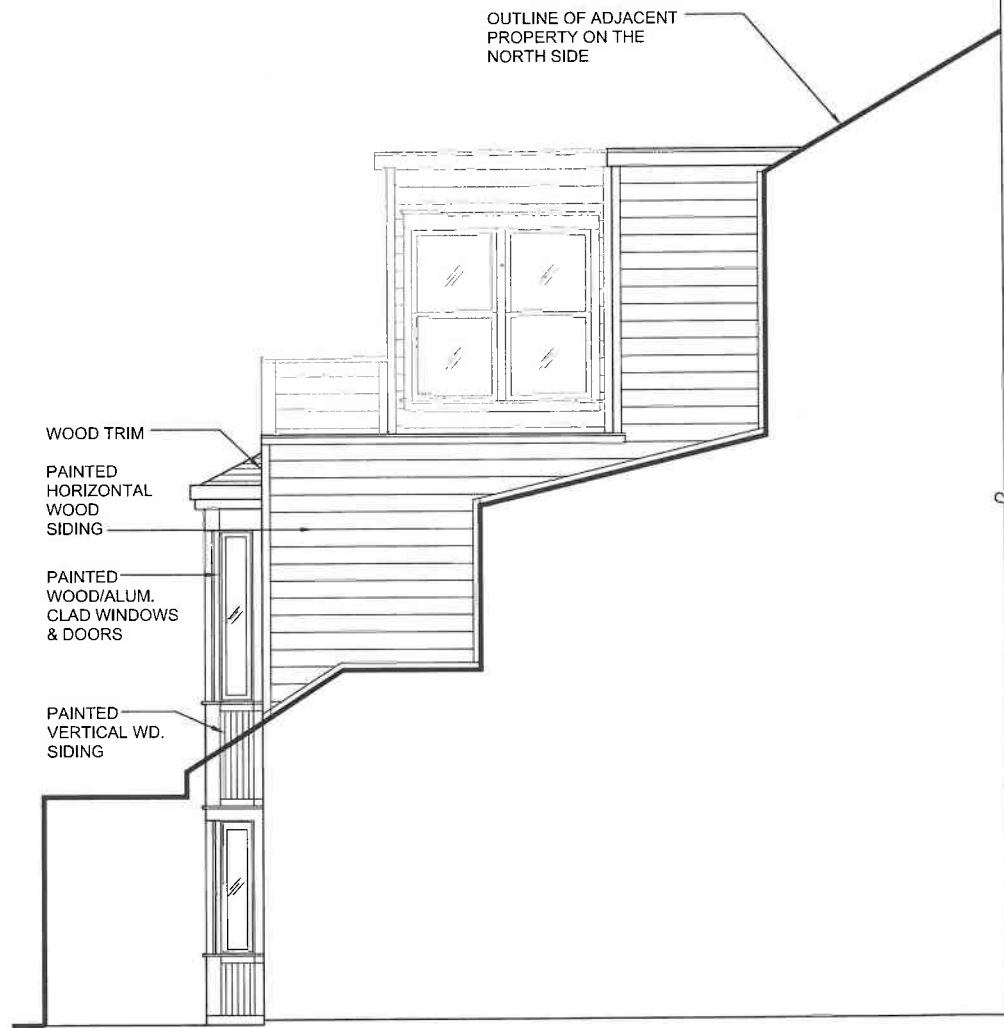 OUTLINE OF ADJACENT
PROPERTY ON THE
NORTH SIDE
WOOD TRIM
PAINTED
HORIZONTAL
WOOD
SIDING
PAINTED
WOOD/ALUM.
CLAD WINDOWS
& DOORS
PAINTED
VERTICAL WD.
SIDING